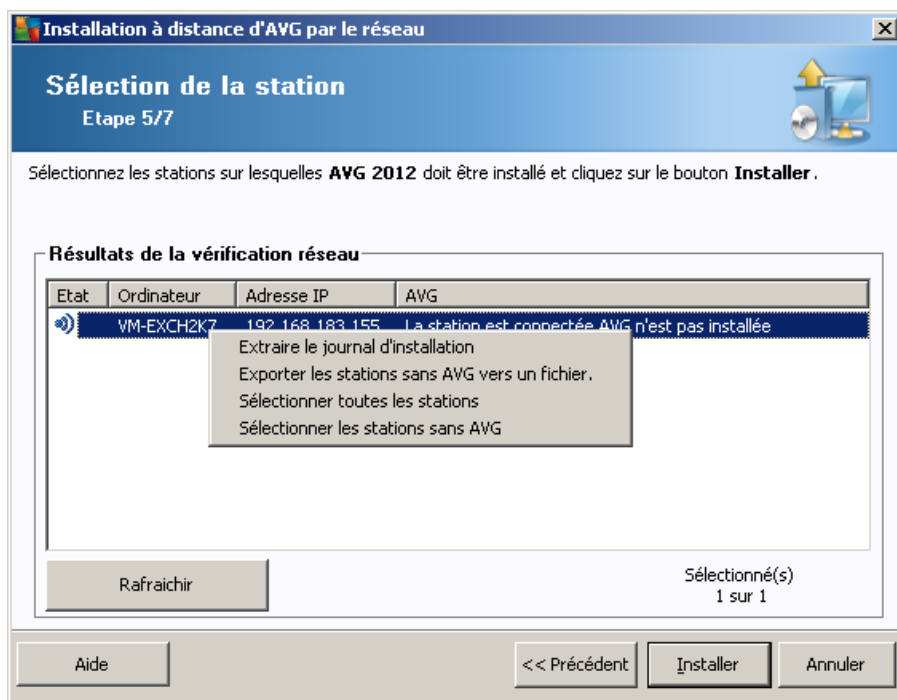 Installation à distance d'AVG par le réseau
Sélection de la station
Etape 5/7
Sélectionnez les stations sur lesquelles AVG 2012 doit être installé et cliquez sur le bouton Installer.
Résultats de la vérification réseau
Etat Ordinateur Adresse IP AVG
VM-EXCH2K7 192.168.183.155 La station est connectée AVG n'est pas installée
Extraire le journal d'installation
Exporter les stations sans AVG vers un fichier.
Sélectionner toutes les stations
Sélectionner les stations sans AVG
Rafraichir
Sélectionné(s)
1 sur 1
Aide << Précédent Installer Annuler